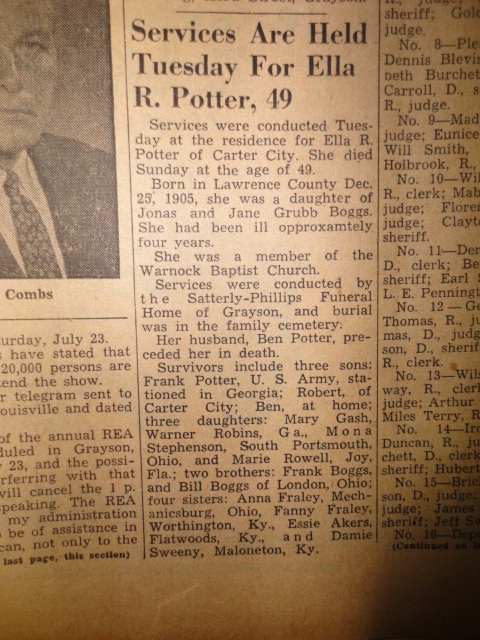 Services Are Held
Tuesday For Ella
R. Potter, 49
Services were conducted Tues-
day at the residence for Ella R.
Potter of Carter City. She died
Sunday at the age of 49.
Born in Lawrence County Dec.
25, 1905, she was a daughter of
Jonas and Jane Grubb Boggs.
She had been ill opproxamtely
four years.
She was a member of the
Warnock Baptist Church.
Services were conducted by
the Satterly-Phillips Funeral
Home of Grayson, and burial
was in the family cemetery.
Her husband, Ben Potter, pre-
ceded her in death.
Survivors include three sons:
Frank Potter, U. S. Army, sta-
tioned in Georgia; Robert, of
Carter City; Ben, at home;
three daughters: Mary Gash,
Warner Robins, Ga., Mona
Stephenson, South Portsmouth,
Ohio, and Marie Rowell, Joy,
Fla.; two brothers: Frank Boggs,
and Bill Boggs of London, Ohio;
four sisters: Anna Fraley, Mech-
anicsburg, Ohio, Fanny Fraley,
Worthington, Ky., Essie Akers,
Flatwoods, Ky., and Damie
Sweeny, Maloneton, Ky.
Combs
urday, July 23.
s have stated that
20,000 persons are
tend the show.
r telegram sent to
ouisville and dated
of the annual REA
duled in Grayson,
y 23, and the possi-
erfering with that
will cancel the 1 p.
speaking. The REA
my administration
o be of assistance in
can, not only to the
last page, this section)
sheriff; Gol
judge.
No. 8—Ple
Dennis Blevi
beth Burchet
Carroll, D., s
R., judge.
No. 9—Mad
judge; Eunice
Will Smith,
Holbrook, R.,
No. 10—Wil
R., clerk; Mab
judge; Flore
judge; Clayt
sheriff.
No. 11—Den
D., clerk; Be
sheriff; Earl
L. E. Penningt
No. 12 — Ge
Thomas, R., ju
mas, D., judg
son, D., sherif
R., clerk.
No. 13—Wils
way, R., cler
judge; Arthur
Miles Terry, R
No. 14—Iro
Duncan, R., ju
chett, D., clerk
sheriff; Hubert
No. 15—Bric
son, D., judge;
judge; James
sheriff; Jeff Sw
No. 16—Depo
(Continued on